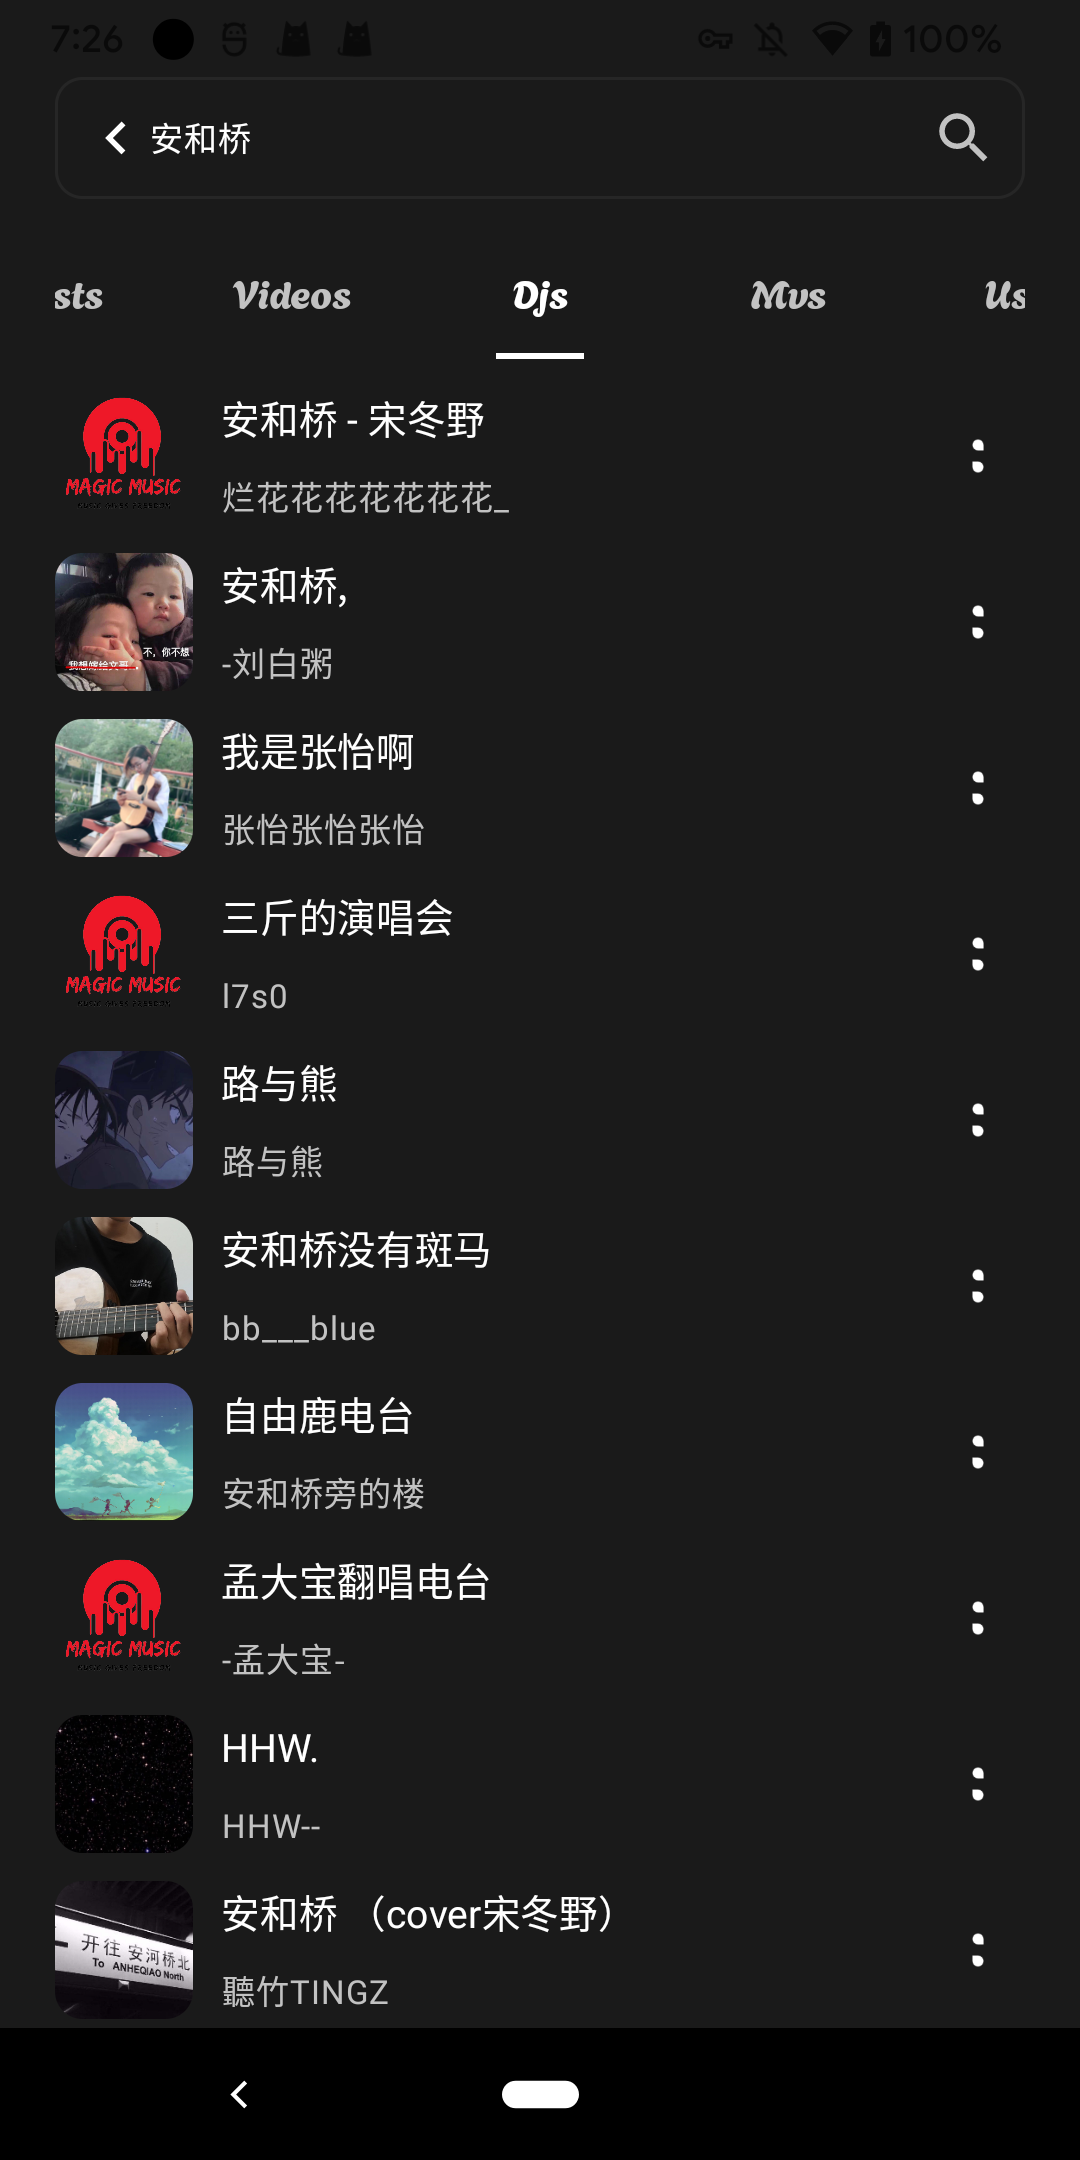 7:26
100%
安和桥
sts Videos Djs Mvs Us
安和桥 - 宋冬野
MAGIC MUSIC
烂花花花花花花花_
安和桥,
不，你不想
-刘白粥
我是张怡啊
张怡张怡张怡
三斤的演唱会
MAGIC MUSIC
l7s0
路与熊
路与熊
安和桥没有斑马
bb___blue
自由鹿电台
安和桥旁的楼
孟大宝翻唱电台
MAGIC MUSIC
-孟大宝-
HHW.
HHW--
安和桥 （cover宋冬野）
开往 安河桥北
To ANHEQIAO North
聽竹TINGZ